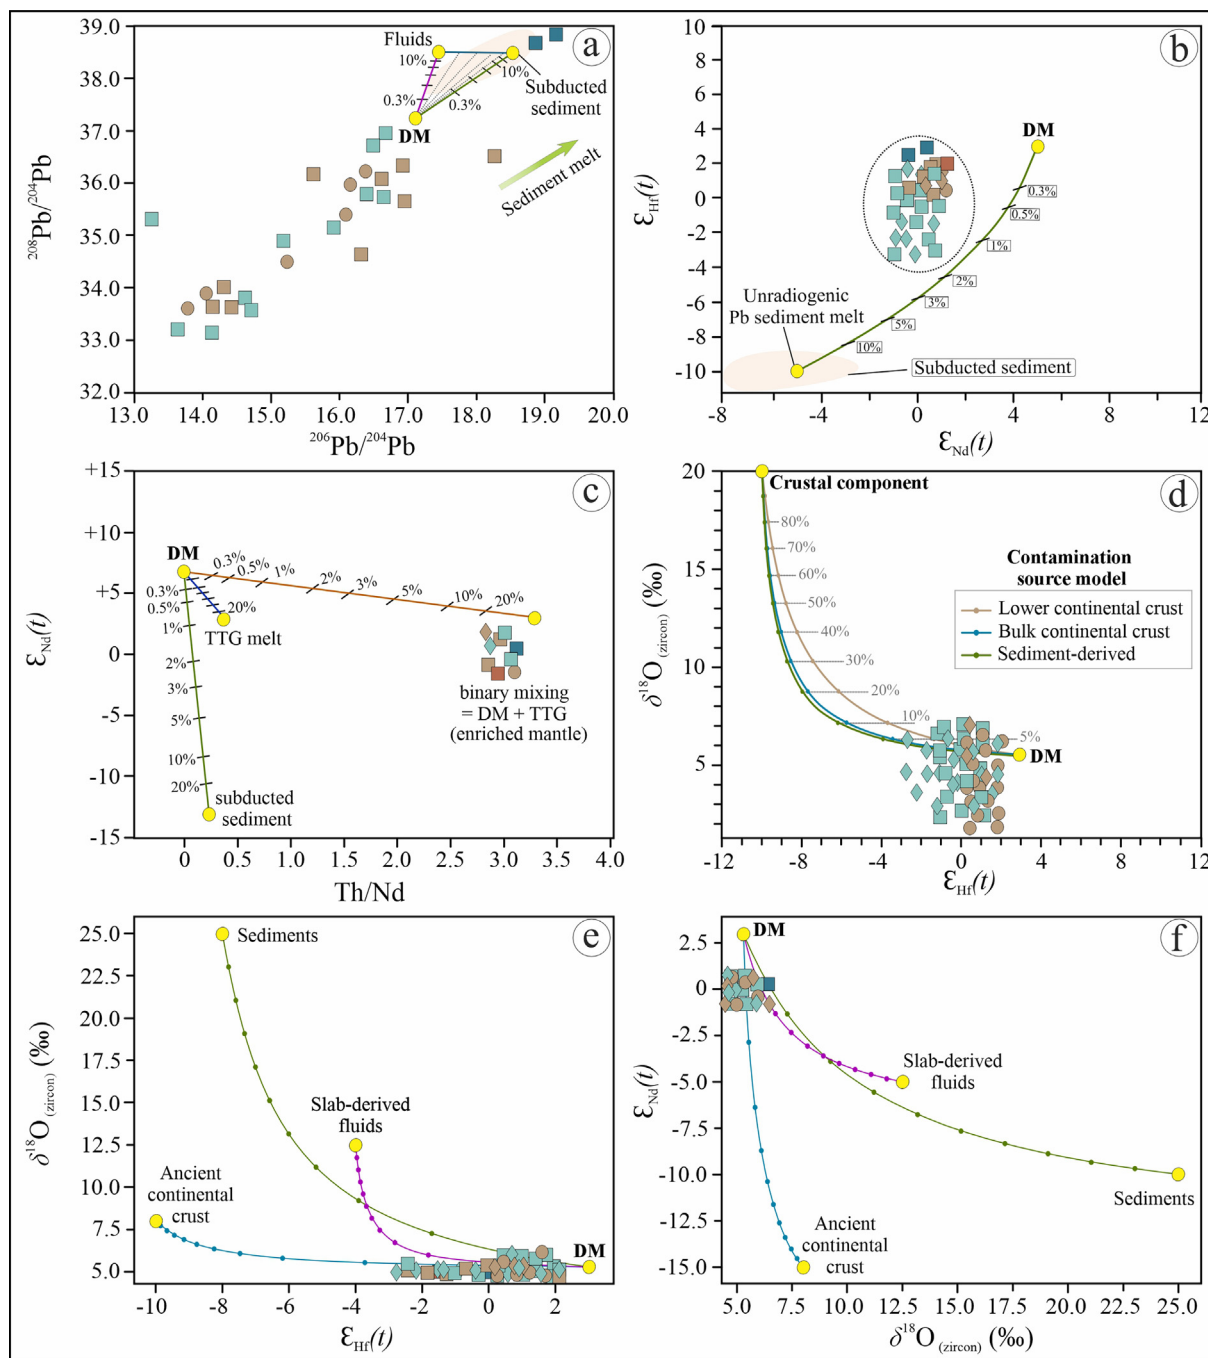 a
39.0
38.0
37.0
36.0
35.0
34.0
33.0
32.0
²⁰⁸Pb/²⁰⁴Pb
13.0 14.0 15.0 16.0 17.0 18.0 19.0 20.0
²⁰⁶Pb/²⁰⁴Pb
Fluids
10%
0.3%
DM
10%
0.3%
Subducted
sediment
Sediment melt
b
10
8
6
4
2
0
-2
-4
-6
-8
-10
εHf(t)
-8 -4 0 4 8 12
εNd(t)
DM
0.3%
0.5%
1%
2%
3%
5%
10%
Unradiogenic
Pb sediment melt
Subducted sediment
c
+15
+10
+5
0
-5
-10
-15
εNd(t)
0 0.5 1.0 1.5 2.0 2.5 3.0 3.5 4.0
Th/Nd
DM
0.3% 0.5% 1% 2% 3% 5% 10% 20%
0.3%
0.5%
1%
2%
3%
5%
10%
20%
20%
TTG melt
subducted
sediment
binary mixing
= DM + TTG
(enriched mantle)
d
20
15
10
5
δ¹⁸O (zircon) (‰)
-12 -8 -4 0 4 8 12
εHf(t)
Crustal component
80%
70%
60%
50%
40%
30%
20%
10%
5%
DM
Contamination
source model
Lower continental crust
Bulk continental crust
Sediment-derived
e
25.0
22.5
20.0
17.5
15.0
12.5
10.0
7.5
5.0
δ¹⁸O (zircon) (‰)
-10 -8 -6 -4 -2 0 2
εHf(t)
Sediments
Slab-derived
fluids
Ancient
continental
crust
DM
f
2.5
0
-2.5
-5.0
-7.5
-10.0
-12.5
-15.0
εNd(t)
5.0 7.5 10.0 12.5 15.0 17.5 20.0 22.5 25.0
δ¹⁸O (zircon) (‰)
DM
Slab-derived
fluids
Sediments
Ancient
continental
crust